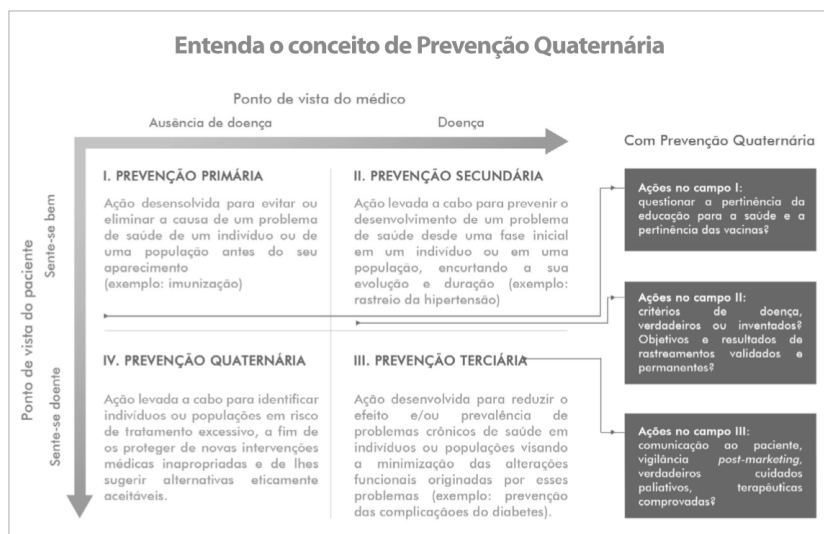 Entenda o conceito de Prevenção Quaternária
Ponto de vista do médico
Ausência de doença
Doença
Ponto de vista do paciente
Sente-se bem
Sente-se doente
I. PREVENÇÃO PRIMÁRIA
Ação desensolvida para evitar ou
eliminar a causa de um problema
de saúde de um indivíduo ou de
uma população antes do seu
aparecimento
(exemplo: imunização)
II. PREVENÇÃO SECUNDÁRIA
Ação levada a cabo para prevenir o
desenvolvimento de um problema
de saúde desde uma fase inicial
em um indivíduo ou em uma
população, encurtando a sua
evolução e duração (exemplo:
rastreio da hipertensão)
IV. PREVENÇÃO QUATERNÁRIA
Ação levada a cabo para identificar
indivíduos ou populações em risco
de tratamento excessivo, a fim de
os proteger de novas intervenções
médicas inapropriadas e de lhes
sugerir alternativas eticamente
aceitáveis.
III. PREVENÇÃO TERCIÁRIA
Ação desenvolvida para reduzir o
efeito e/ou prevalência de
problemas crônicos de saúde em
indivíduos ou populações visando
a minimização das alterações
funcionais originadas por esses
problemas (exemplo: prevenção
das complicaçãoes do diabetes).
Com Prevenção Quaternária
Ações no campo I:
questionar a pertinência da
educação para a saúde e a
pertinência das vacinas?
Ações no campo II:
critérios de doença,
verdadeiros ou inventados?
Objetivos e resultados de
rastreamentos validados e
permanentes?
Ações no campo III:
comunicação ao paciente,
vigilância post-marketing,
verdadeiros cuidados
paliativos, terapêuticas
comprovadas?